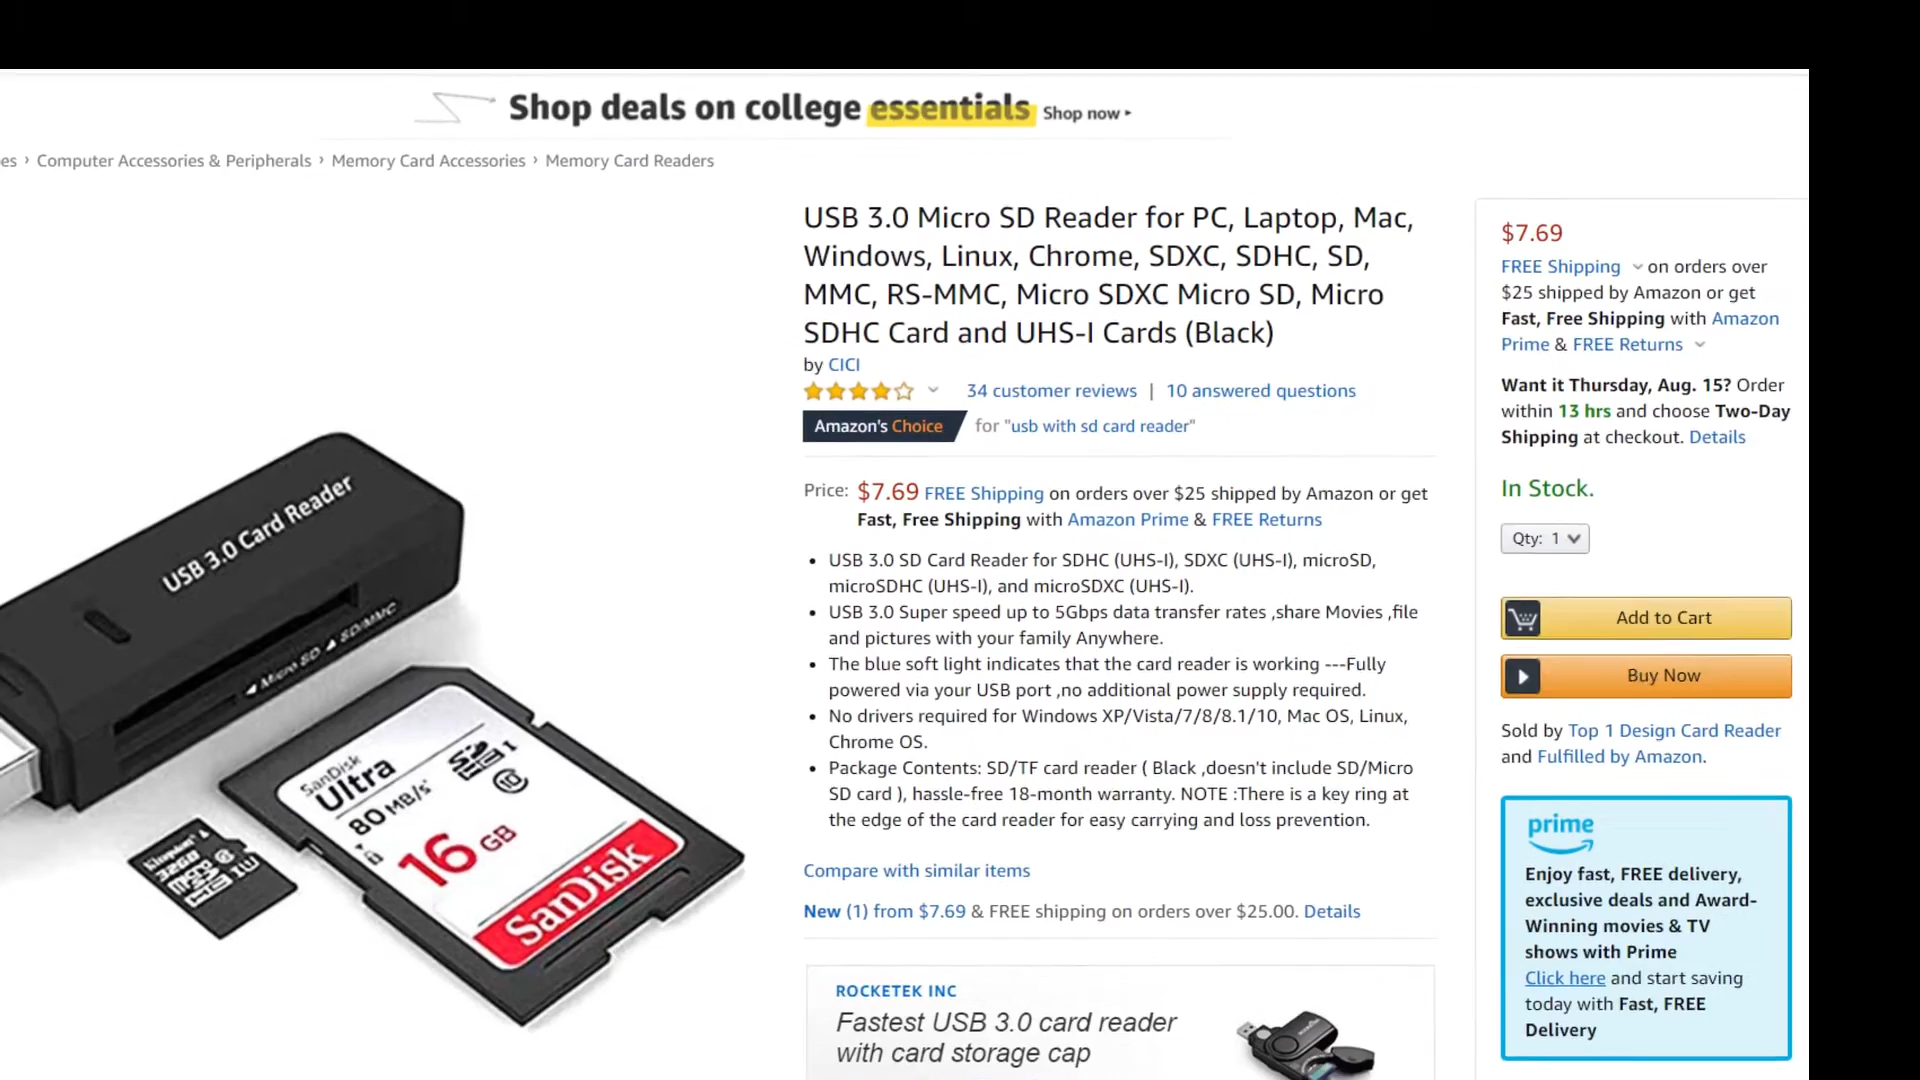 Shop deals on college essentials Shop now ▸
es › Computer Accessories & Peripherals › Memory Card Accessories › Memory Card Readers
USB 3.0 Micro SD Reader for PC, Laptop, Mac,
Windows, Linux, Chrome, SDXC, SDHC, SD,
MMC, RS-MMC, Micro SDXC Micro SD, Micro
SDHC Card and UHS-I Cards (Black)
by CICI
34 customer reviews | 10 answered questions
Amazon's Choice for "usb with sd card reader"
Price: $7.69 FREE Shipping on orders over $25 shipped by Amazon or get
Fast, Free Shipping with Amazon Prime & FREE Returns
• USB 3.0 SD Card Reader for SDHC (UHS-I), SDXC (UHS-I), microSD,
microSDHC (UHS-I), and microSDXC (UHS-I).
• USB 3.0 Super speed up to 5Gbps data transfer rates ,share Movies ,file
and pictures with your family Anywhere.
• The blue soft light indicates that the card reader is working ---Fully
powered via your USB port ,no additional power supply required.
• No drivers required for Windows XP/Vista/7/8/8.1/10, Mac OS, Linux,
Chrome OS.
• Package Contents: SD/TF card reader ( Black ,doesn't include SD/Micro
SD card ), hassle-free 18-month warranty. NOTE :There is a key ring at
the edge of the card reader for easy carrying and loss prevention.
Compare with similar items
New (1) from $7.69 & FREE shipping on orders over $25.00. Details
ROCKETEK INC
Fastest USB 3.0 card reader
with card storage cap
$7.69
FREE Shipping on orders over
$25 shipped by Amazon or get
Fast, Free Shipping with Amazon
Prime & FREE Returns
Want it Thursday, Aug. 15? Order
within 13 hrs and choose Two-Day
Shipping at checkout. Details
In Stock.
Qty: 1
Add to Cart
Buy Now
Sold by Top 1 Design Card Reader
and Fulfilled by Amazon.
prime
Enjoy fast, FREE delivery,
exclusive deals and Award-
Winning movies & TV
shows with Prime
Click here and start saving
today with Fast, FREE
Delivery
USB 3.0 Card Reader
◀ Micro SD ◢ SD/MMC
SanDisk
Ultra
80 MB/s
SDHC I
10
16 GB
SanDisk
Kingston
32GB
micro SD
HC I U1